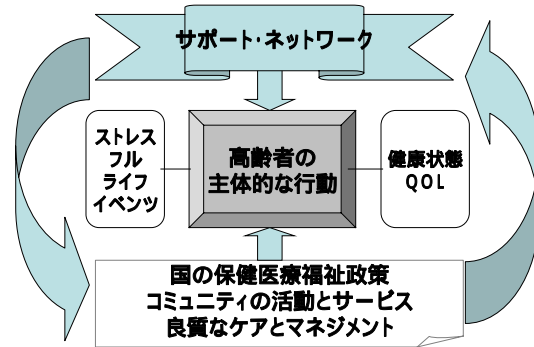 サポート・ネットワーク
ストレス
フル
ライフ
イベンツ
高齢者の
主体的な行動
健康状態
QOL
国の保健医療福祉政策
コミュニティの活動とサービス
良質なケアとマネジメント